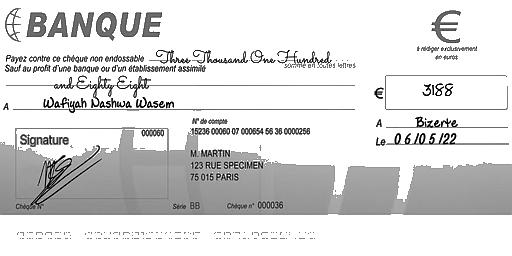 €BANQUE
€
à rédiger exclusivement
en euros
Payez contre ce chèque non endossable Three Thousand One Hundred
Sauf au profit d'une banque ou d'un établissement assimilé
somme en toutes lettres
and Eighty Eight
€ 3188
A Wafiyah Nashwa Wasem
A Bizerte
Le 06/05/22
Signature
000060
N° de compte
15236 00060 07 000654 56 36 0000256
M. MARTIN
123 RUE SPECIMEN
75 015 PARIS
Chèque N°
Série BB
Chèque n° 000036